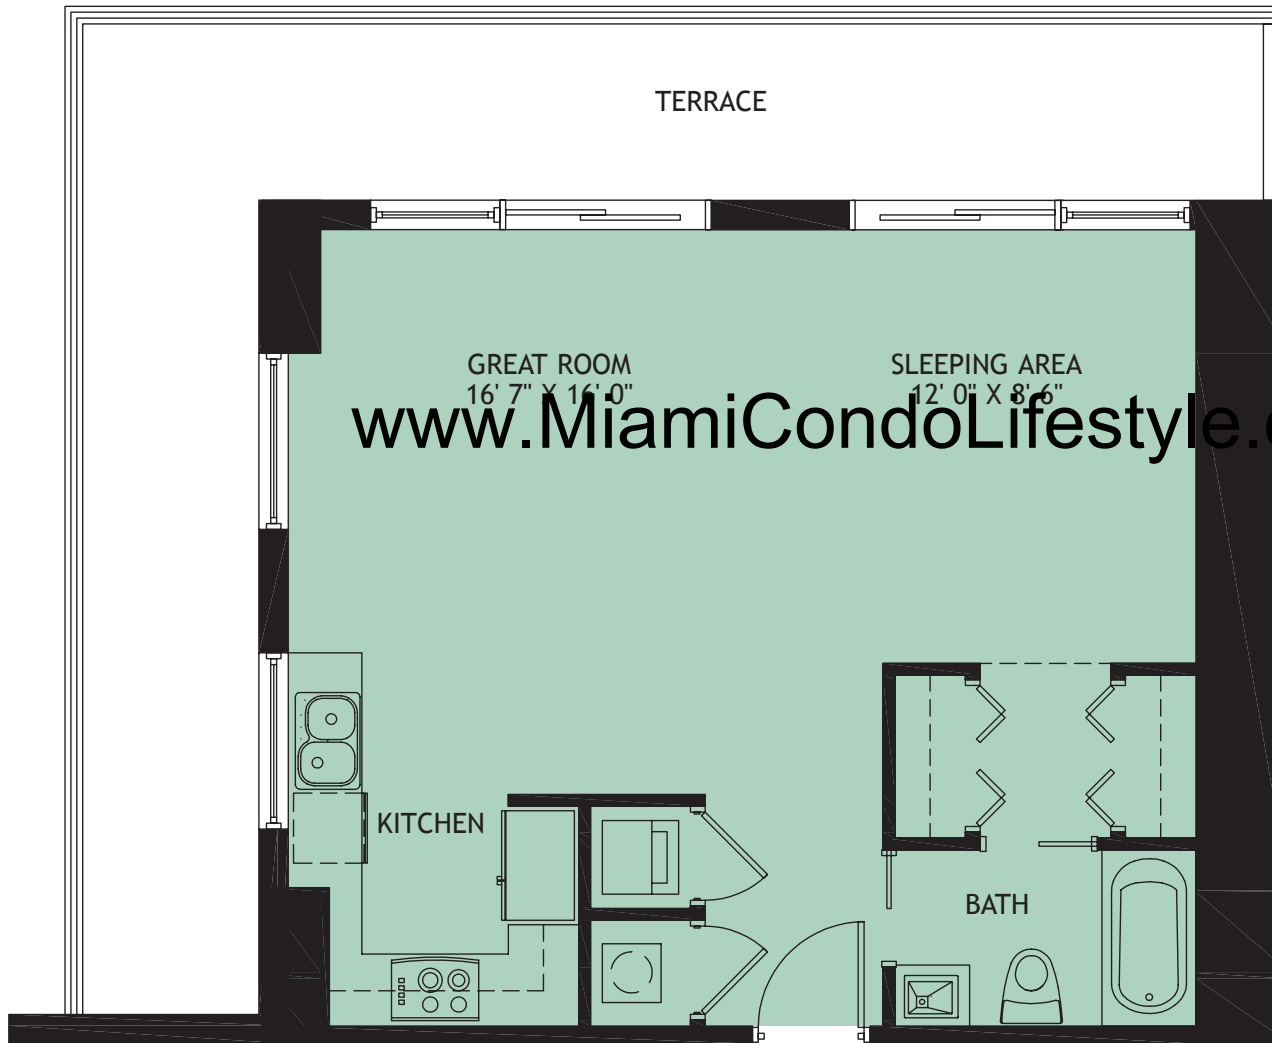 TERRACE
GREAT ROOM
16' 7" X 16' 0"
SLEEPING AREA
12' 0" X 8' 6"
www.MiamiCondoLifestyle.
KITCHEN
BATH